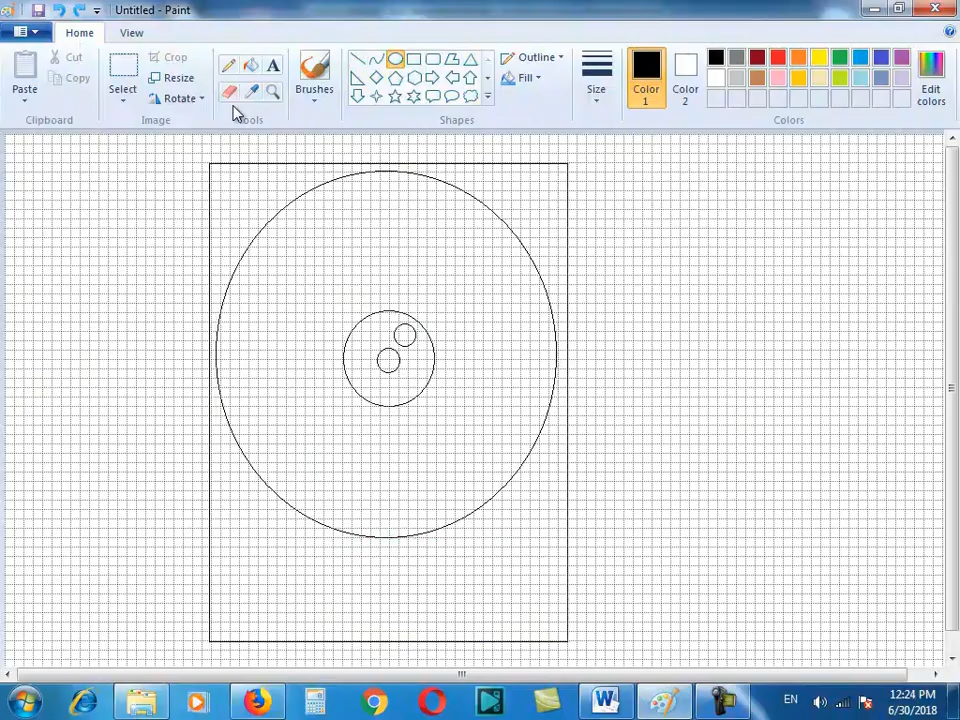 Untitled - Paint
Home
View
Paste
Cut
Copy
Clipboard
Select
Crop
Resize
Rotate
Image
A
Tools
Brushes
Outline
Fill
Shapes
Size
Color
1
Color
2
Edit
colors
Colors
W
EN
12:24 PM
6/30/2018